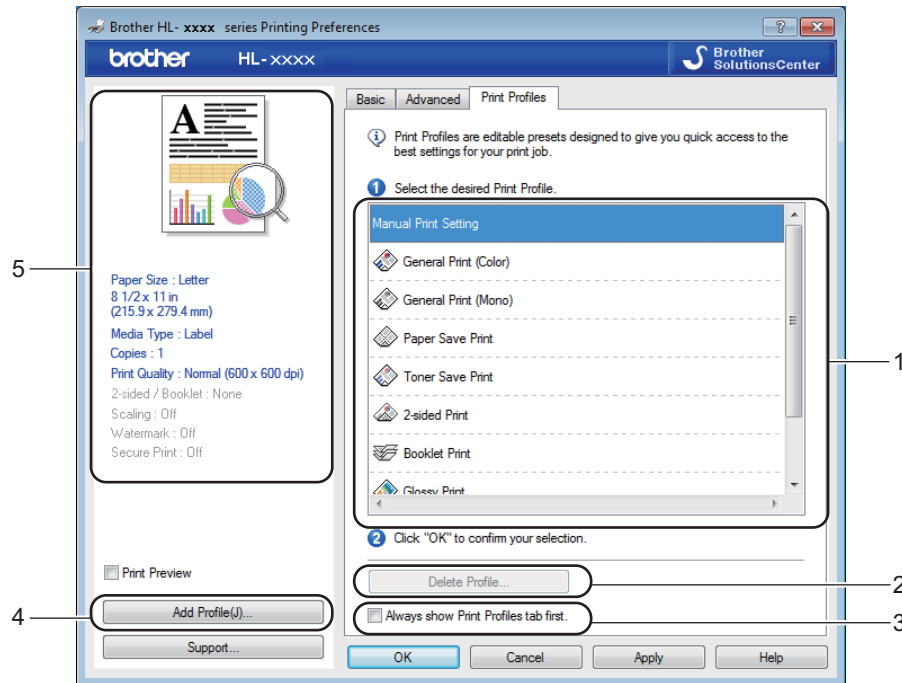 Brother HL- xxxx series Printing Preferences
brother HL-xxxx
Brother
SolutionsCenter
A
5
Paper Size : Letter
8 1/2 x 11 in
(215.9 x 279.4 mm)
Media Type : Label
Copies : 1
Print Quality : Normal (600 x 600 dpi)
2-sided / Booklet : None
Scaling : Off
Watermark : Off
Secure Print : Off
Print Preview
4
Add Profile(J)...
Support...
Basic Advanced Print Profiles
Print Profiles are editable presets designed to give you quick access to the
best settings for your print job.
1 Select the desired Print Profile.
Manual Print Setting
General Print (Color)
General Print (Mono)
Paper Save Print
Toner Save Print
2-sided Print
Booklet Print
Glossy Print
1
2 Click "OK" to confirm your selection.
Delete Profile...
2
Always show Print Profiles tab first.
3
OK Cancel Apply Help